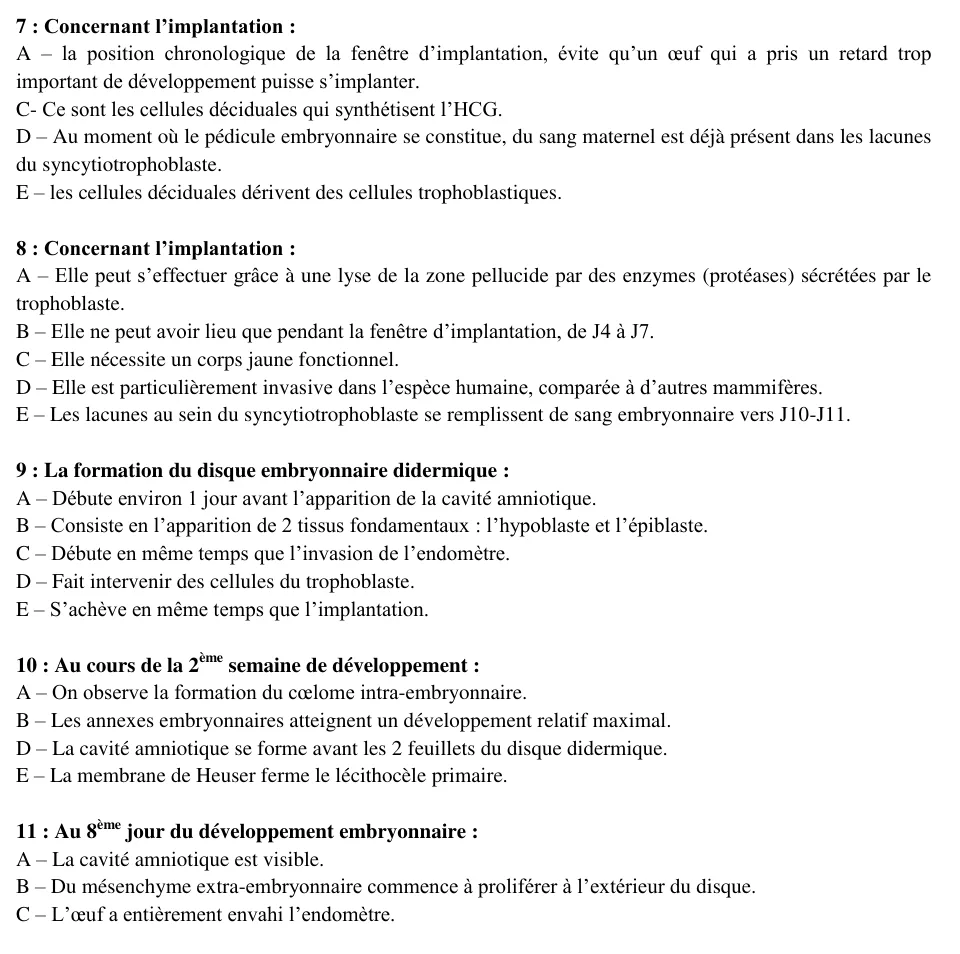 7 : Concernant l’implantation :
A – la position chronologique de la fenêtre d’implantation, évite qu’un œuf qui a pris un retard trop
important de développement puisse s’implanter.
C- Ce sont les cellules déciduales qui synthétisent l’HCG.
D – Au moment où le pédicule embryonnaire se constitue, du sang maternel est déjà présent dans les lacunes
du syncytiotrophoblaste.
E – les cellules déciduales dérivent des cellules trophoblastiques.
8 : Concernant l’implantation :
A – Elle peut s’effectuer grâce à une lyse de la zone pellucide par des enzymes (protéases) sécrétées par le
trophoblaste.
B – Elle ne peut avoir lieu que pendant la fenêtre d’implantation, de J4 à J7.
C – Elle nécessite un corps jaune fonctionnel.
D – Elle est particulièrement invasive dans l’espèce humaine, comparée à d’autres mammifères.
E – Les lacunes au sein du syncytiotrophoblaste se remplissent de sang embryonnaire vers J10-J11.
9 : La formation du disque embryonnaire didermique :
A – Débute environ 1 jour avant l’apparition de la cavité amniotique.
B – Consiste en l’apparition de 2 tissus fondamentaux : l’hypoblaste et l’épiblaste.
C – Débute en même temps que l’invasion de l’endomètre.
D – Fait intervenir des cellules du trophoblaste.
E – S’achève en même temps que l’implantation.
10 : Au cours de la 2ème semaine de développement :
A – On observe la formation du cœlome intra-embryonnaire.
B – Les annexes embryonnaires atteignent un développement relatif maximal.
D – La cavité amniotique se forme avant les 2 feuillets du disque didermique.
E – La membrane de Heuser ferme le lécithocèle primaire.
11 : Au 8ème jour du développement embryonnaire :
A – La cavité amniotique est visible.
B – Du mésenchyme extra-embryonnaire commence à proliférer à l’extérieur du disque.
C – L’œuf a entièrement envahi l’endomètre.